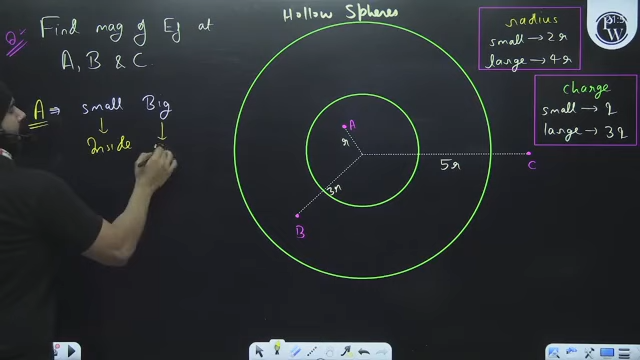 Q:- Find mag of Eg at
A, B & C.
Hollow Spheres
radius
small → 2r
large → 4r
charge
small → q
large → 3q
A ⇒ small Big
Inside
A
r
3r
B
5r
C